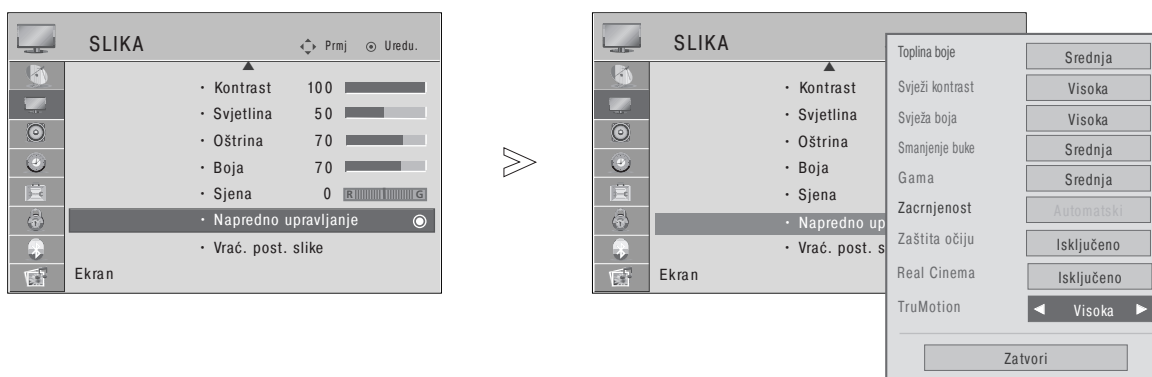 SLIKA
Prmj
Uredu.
• Kontrast 100
• Svjetlina 50
• Oštrina 70
• Boja 70
• Sjena 0 R G
• Napredno upravljanje
• Vrać. post. slike
Ekran
SLIKA
• Kontrast
• Svjetlina
• Oštrina
• Boja
• Sjena
• Napredno up
• Vrać. post. s
Ekran
Toplina boje Srednja
Svježi kontrast Visoka
Svježa boja Visoka
Smanjenje buke Srednja
Gama Srednja
Zacrnjenost Automatski
Zaštita očiju Isključeno
Real Cinema Isključeno
TruMotion Visoka
Zatvori